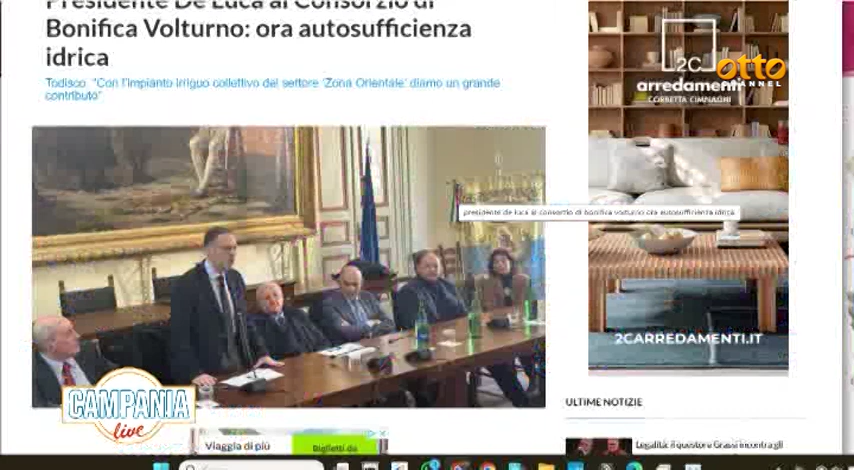 Presidente De Luca al Consorzio di
Bonifica Volturno: ora autosufficienza
idrica
Todisco: "Con l'impianto irriguo collettivo del settore 'Zona Orientale' diamo un grande
contributo"
2C
arredamenti
CORBETTA CIMNAGHI
otto
CHANNEL
presidente de luca al consortio di bonifica volturno ora autosufficienza idrica
2CARREDAMENTI.IT
CAMPANIA
live
ULTIME NOTIZIE
Viaggia di più
Biglietti da
Legalità: il questore Grassi incontra gli